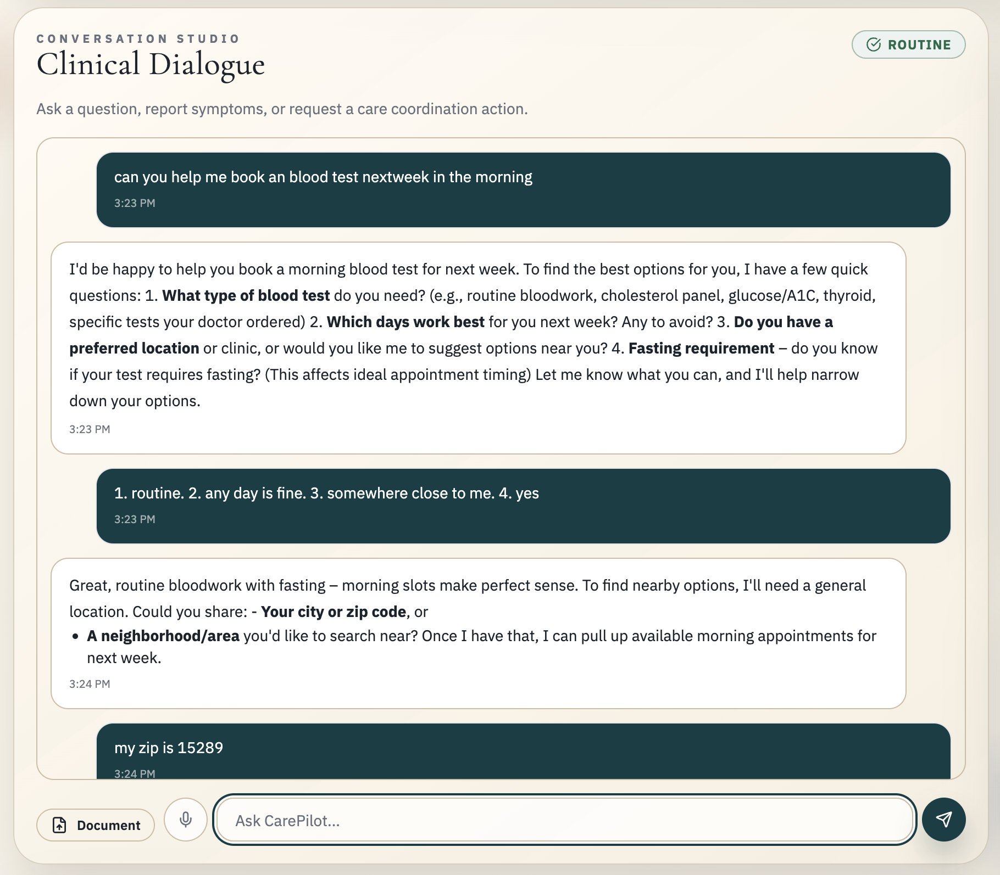 CONVERSATION STUDIO
Clinical Dialogue
ROUTINE
Ask a question, report symptoms, or request a care coordination action.
can you help me book an blood test nextweek in the morning
3:23 PM
I'd be happy to help you book a morning blood test for next week. To find the best options for you, I have a few quick
questions: 1. What type of blood test do you need? (e.g., routine bloodwork, cholesterol panel, glucose/A1C, thyroid,
specific tests your doctor ordered) 2. Which days work best for you next week? Any to avoid? 3. Do you have a
preferred location or clinic, or would you like me to suggest options near you? 4. Fasting requirement – do you know
if your test requires fasting? (This affects ideal appointment timing) Let me know what you can, and I'll help narrow
down your options.
3:23 PM
1. routine. 2. any day is fine. 3. somewhere close to me. 4. yes
3:23 PM
Great, routine bloodwork with fasting – morning slots make perfect sense. To find nearby options, I'll need a general
location. Could you share: - Your city or zip code, or
• A neighborhood/area you'd like to search near? Once I have that, I can pull up available morning appointments for
next week.
3:24 PM
my zip is 15289
3:24 PM
Document
Ask CarePilot...